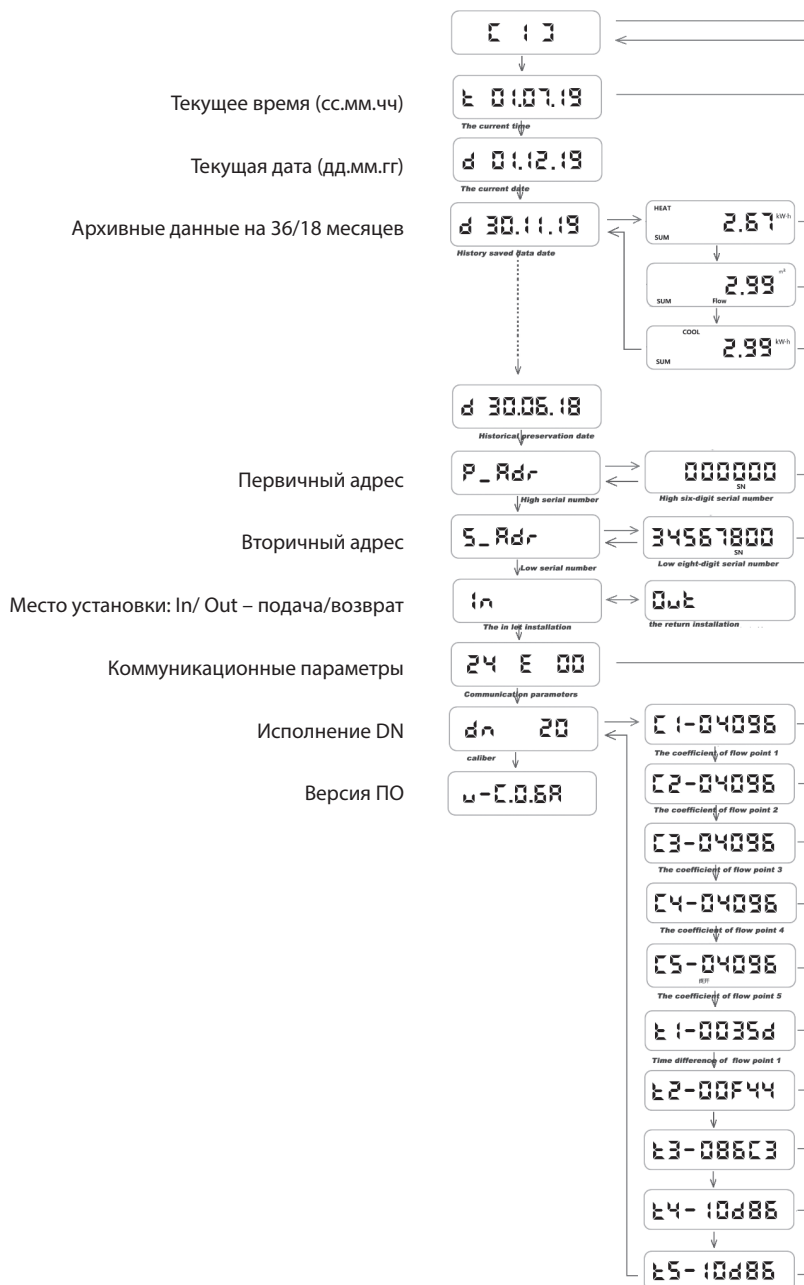 [ 1 ]
Текущее время (сс.мм.чч)
t 01.07.19
The current time
Текущая дата (дд.мм.гг)
d 01.12.19
The current date
Архивные данные на 36/18 месяцев
d 30.11.19
History saved data date
HEAT
2.67 kW·h
SUM
2.99 m³
SUM Flow
COOL
2.99 kW·h
SUM
d 30.06.18
Historical preservation date
Первичный адрес
P_Adr
High serial number
000000
SN
High six-digit serial number
Вторичный адрес
S_Adr
Low serial number
34567800
SN
Low eight-digit serial number
Место установки: In/ Out – подача/возврат
In
The in let installation
Out
the return installation
Коммуникационные параметры
24 E 00
Communication parameters
Исполнение DN
dn 20
caliber
C1-04096
The coefficient of flow point 1
Версия ПО
u-C.0.6A
C2-04096
The coefficient of flow point 2
C3-04096
The coefficient of flow point 3
C4-04096
The coefficient of flow point 4
C5-04096
The coefficient of flow point 5
t1-0035d
Time difference of flow point 1
t2-00F44
t3-086C3
t4-10d86
t5-10d86